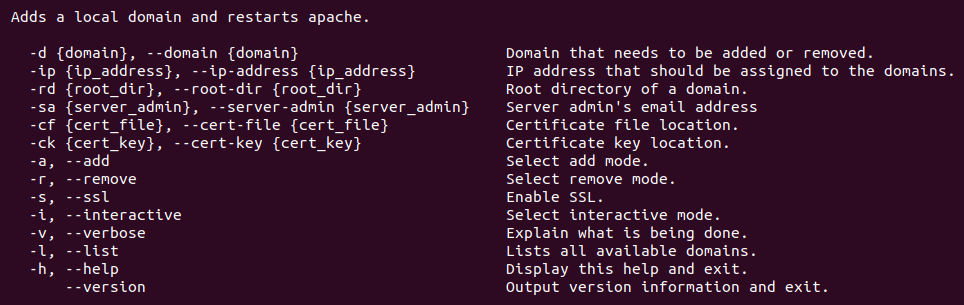 Adds a local domain and restarts apache.
-d {domain}, --domain {domain} Domain that needs to be added or removed.
-ip {ip_address}, --ip-address {ip_address} IP address that should be assigned to the domains.
-rd {root_dir}, --root-dir {root_dir} Root directory of a domain.
-sa {server_admin}, --server-admin {server_admin} Server admin's email address
-cf {cert_file}, --cert-file {cert_file} Certificate file location.
-ck {cert_key}, --cert-key {cert_key} Certificate key location.
-a, --add Select add mode.
-r, --remove Select remove mode.
-s, --ssl Enable SSL.
-i, --interactive Select interactive mode.
-v, --verbose Explain what is being done.
-l, --list Lists all available domains.
-h, --help Display this help and exit.
--version Output version information and exit.